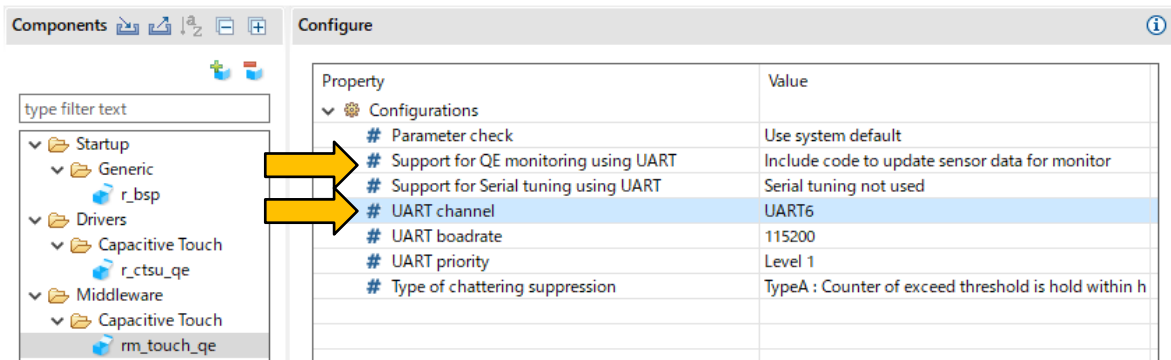 Components
Configure
type filter text
Startup
Generic
r_bsp
Drivers
Capacitive Touch
r_ctsu_qe
Middleware
Capacitive Touch
rm_touch_qe
Property Value
Configurations
# Parameter check Use system default
# Support for QE monitoring using UART Include code to update sensor data for monitor
# Support for Serial tuning using UART Serial tuning not used
# UART channel UART6
# UART boadrate 115200
# UART priority Level 1
# Type of chattering suppression TypeA : Counter of exceed threshold is hold within h